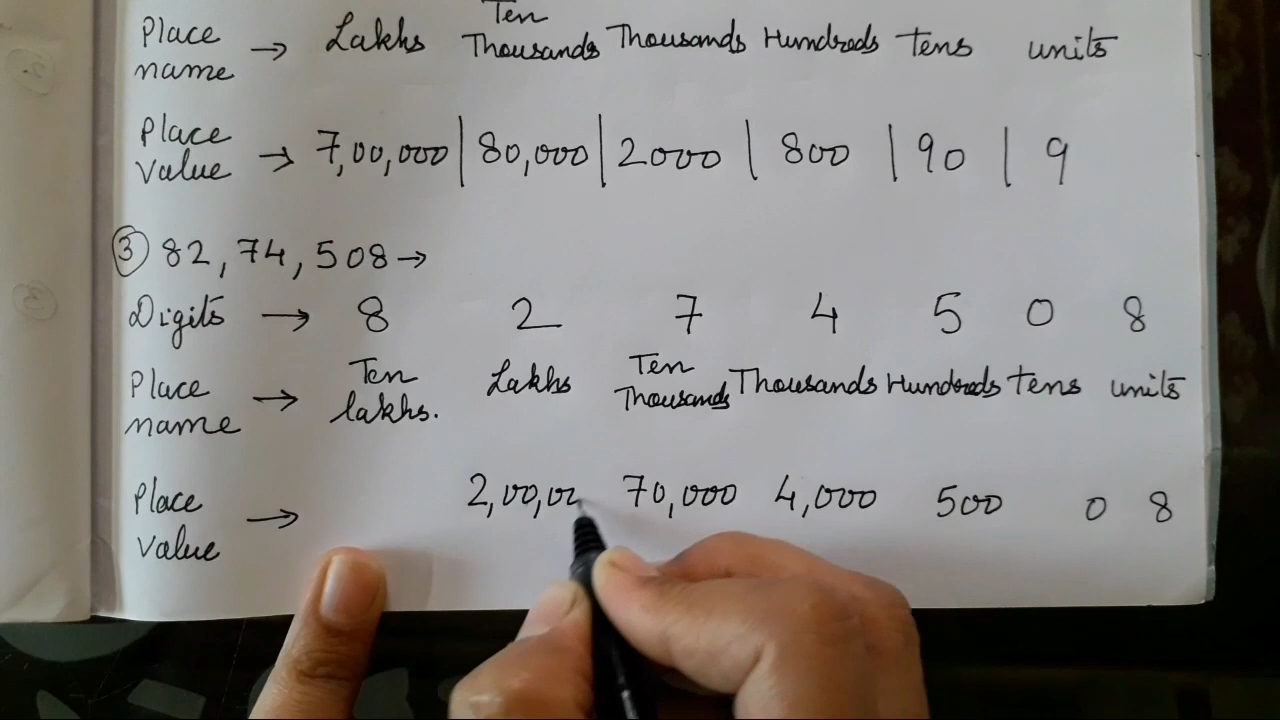 Place name → Lakhs Ten Thousands Thousands Hundreds tens units
Place value → 7,00,000 | 80,000 | 2000 | 800 | 90 | 9
③ 82,74,508 →
Digits → 8 2 7 4 5 0 8
Place name → Ten lakhs. Lakhs Ten Thousands Thousands Hundreds tens units
Place value → 2,00,00 70,000 4,000 500 0 8